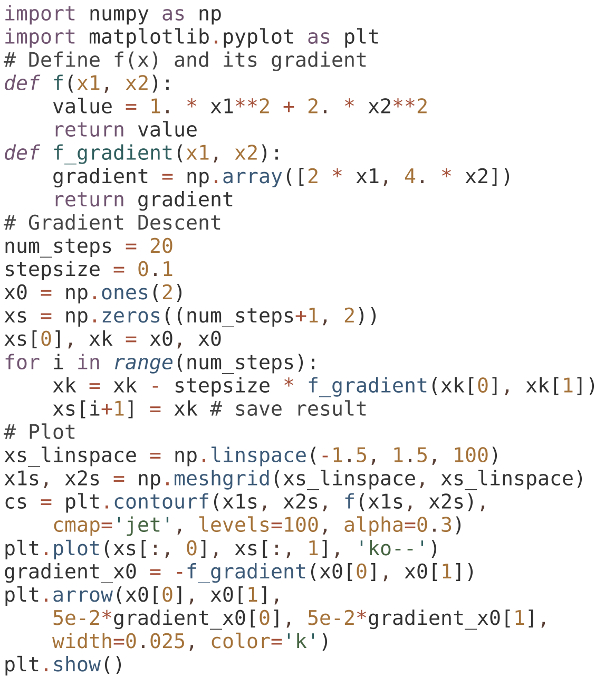 import numpy as np
import matplotlib.pyplot as plt
# Define f(x) and its gradient
def f(x1, x2):
    value = 1. * x1**2 + 2. * x2**2
    return value
def f_gradient(x1, x2):
    gradient = np.array([2 * x1, 4. * x2])
    return gradient
# Gradient Descent
num_steps = 20
stepsize = 0.1
x0 = np.ones(2)
xs = np.zeros((num_steps+1, 2))
xs[0], xk = x0, x0
for i in range(num_steps):
    xk = xk - stepsize * f_gradient(xk[0], xk[1])
    xs[i+1] = xk # save result
# Plot
xs_linspace = np.linspace(-1.5, 1.5, 100)
x1s, x2s = np.meshgrid(xs_linspace, xs_linspace)
cs = plt.contourf(x1s, x2s, f(x1s, x2s),
    cmap='jet', levels=100, alpha=0.3)
plt.plot(xs[:, 0], xs[:, 1], 'ko--')
gradient_x0 = -f_gradient(x0[0], x0[1])
plt.arrow(x0[0], x0[1],
    5e-2*gradient_x0[0], 5e-2*gradient_x0[1],
    width=0.025, color='k')
plt.show()